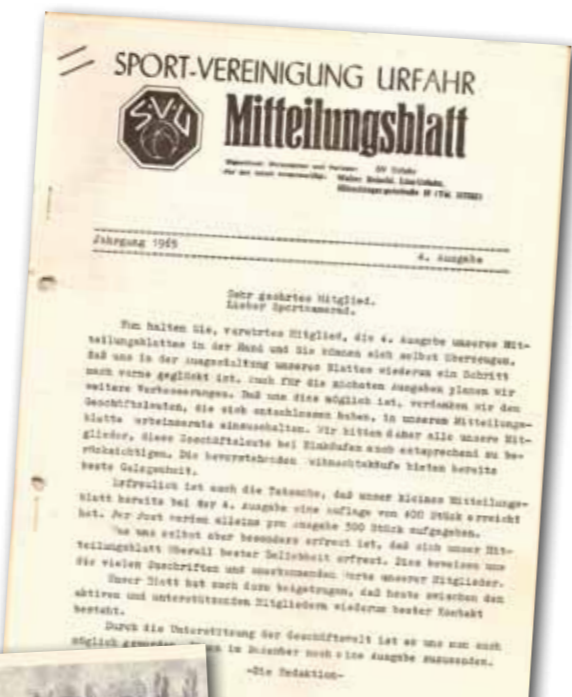 SPORT-VEREINIGUNG URFAHR
S·V·U
Mitteilungsblatt
SV Urfahr
Jahrgang 1965
4. Ausgabe
Sehr geehrtes Mitglied.
Lieber Sportkamerad.
Nun halten Sie, verehrtes Mitglied, die 4. Ausgabe unseres Mit-
teilungsblattes in der Hand und Sie können sich selbst überzeugen,
daß uns in der Ausgestaltung unseres Blattes wiederum ein Schritt
nach vorne geglückt ist. Auch für die nächsten Ausgaben planen wir
weitere Verbesserungen. Daß uns dies möglich ist, verdanken wir den
Geschäftsleuten, die sich entschlossen haben, in unserem Mitteilungs-
blatte einzuschalten. Wir bitten daher alle unsere Mit-
glieder, diese Geschäftsleute bei Einkäufen auch entsprechend zu be-
rücksichtigen. Die bevorstehenden bieten bereits
beste Gelegenheit.
Erfreulich ist auch die Tatsache, daß unser kleines Mitteilungs-
blatt bereits bei der 4. Ausgabe eine Auflage von 400 Stück erreicht
hat. Per Post werden alleine pro Ausgabe 300 Stück aufgegeben.
Was uns selbst aber besonders erfreut ist, daß sich unser Mit-
teilungsblatt überall bester Beliebheit erfreut. Dies beweisen uns
die vielen Zuschriften und anerkennenden Worte unserer Mitglieder.
Unser Blatt hat auch dazu beigetragen, daß heute zwischen den
aktiven und unterstützenden Mitgliedern wiederum bester Kontakt
besteht.
Durch die Unterstützung der Geschäftswelt ist es uns nun auch
möglich im Dezember noch eine Ausgabe zuzusenden.
-Die Redaktion-